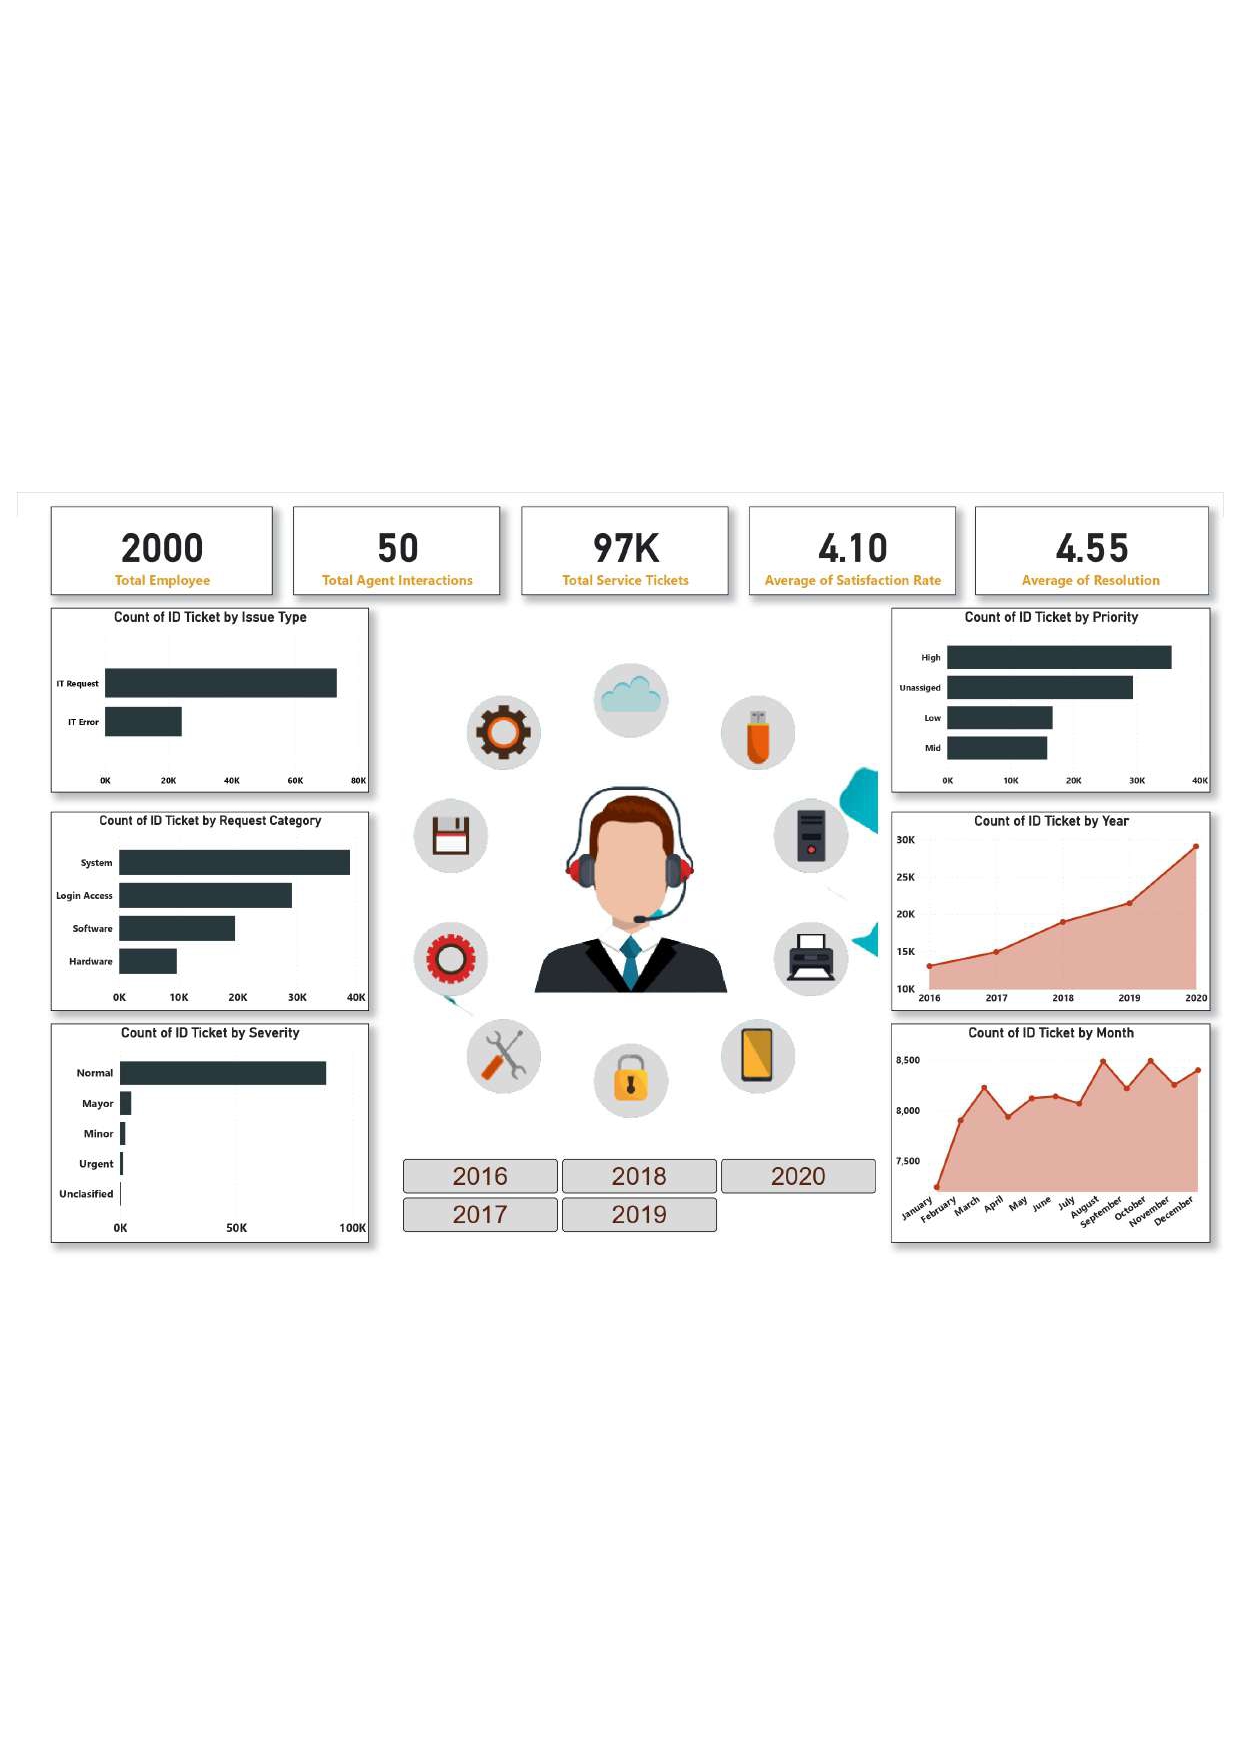 2000
Total Employee
50
Total Agent Interactions
97K
Total Service Tickets
4.10
Average of Satisfaction Rate
4.55
Average of Resolution
Count of ID Ticket by Issue Type
IT Request
IT Error
0K 20K 40K 60K 80K
Count of ID Ticket by Request Category
System
Login Access
Software
Hardware
0K 10K 20K 30K 40K
Count of ID Ticket by Severity
Normal
Mayor
Minor
Urgent
Unclasified
0K 50K 100K
2016 2018 2020
2017 2019
Count of ID Ticket by Priority
High
Unassiged
Low
Mid
0K 10K 20K 30K 40K
Count of ID Ticket by Year
30K
25K
20K
15K
10K
2016 2017 2018 2019 2020
Count of ID Ticket by Month
8,500
8,000
7,500
January February March April May June July August September October November December